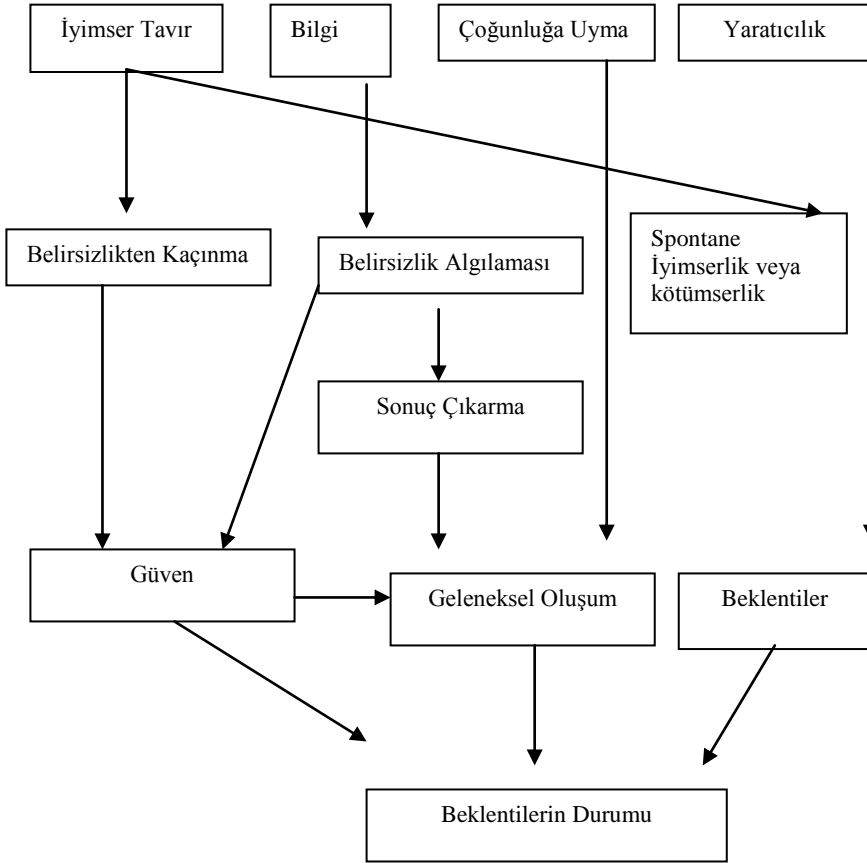 İyimser Tavır
Bilgi
Çoğunluğa Uyma
Yaratıcılık
Belirsizlikten Kaçınma
Belirsizlik Algılaması
Spontane
İyimserlik veya
kötümserlik
Sonuç Çıkarma
Güven
Geleneksel Oluşum
Beklentiler
Beklentilerin Durumu